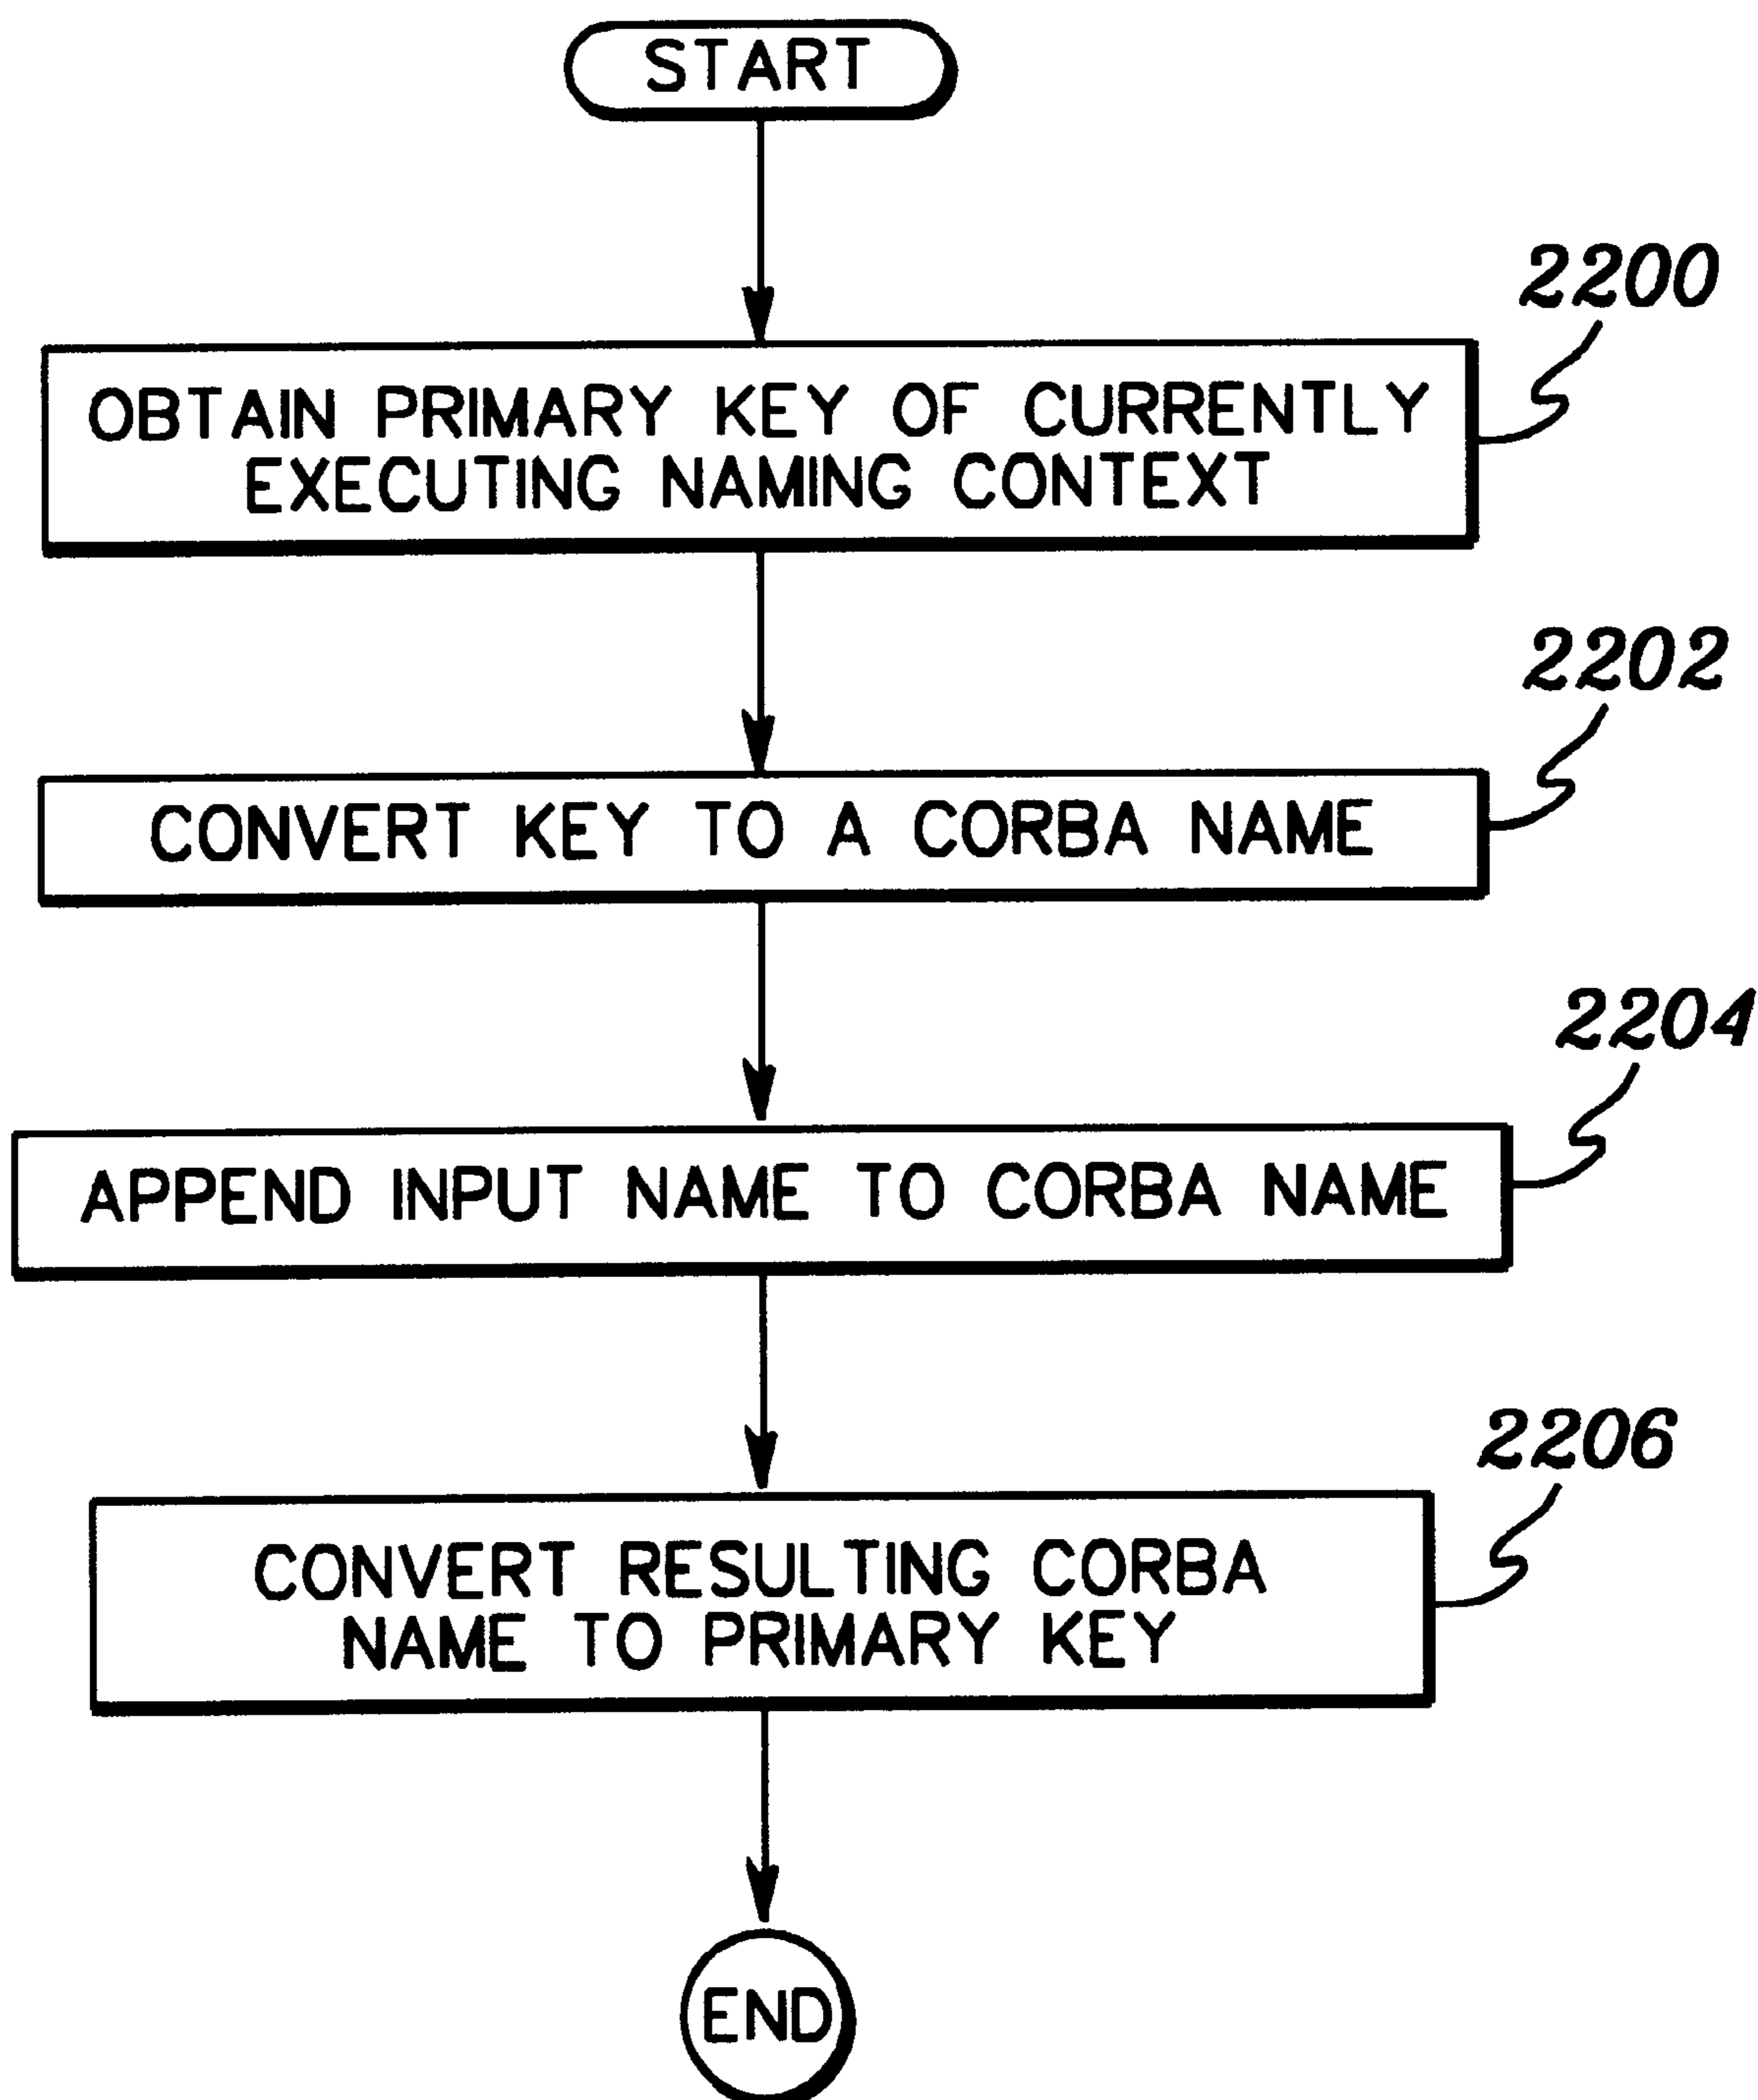 START
2200
OBTAIN PRIMARY KEY OF CURRENTLY
EXECUTING NAMING CONTEXT
2202
CONVERT KEY TO A CORBA NAME
2204
APPEND INPUT NAME TO CORBA NAME
2206
CONVERT RESULTING CORBA
NAME TO PRIMARY KEY
END